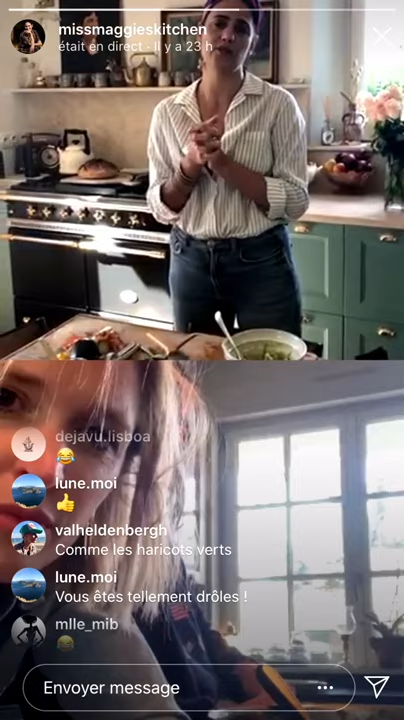 missmaggieskitchen
était en direct · Il y a 23 h
dejavu.lisboa
😂
lune.moi
👍
valheldenbergh
Comme les haricots verts
lune.moi
Vous êtes tellement drôles !
mlle_mib
😂
Envoyer message